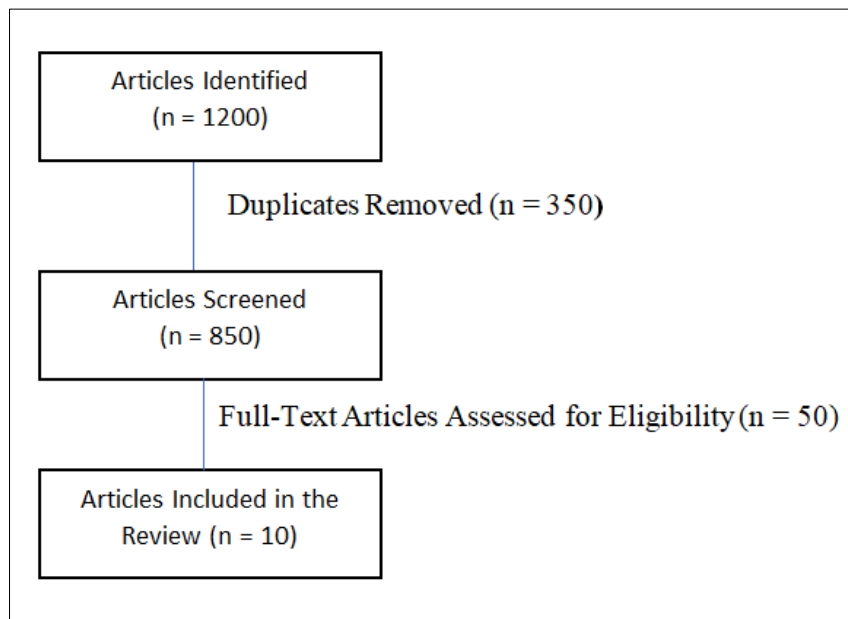 Articles Identified
(n = 1200)
Duplicates Removed (n = 350)
Articles Screened
(n = 850)
Full-Text Articles Assessed for Eligibility (n = 50)
Articles Included in the
Review (n = 10)